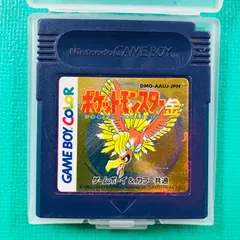 Nintendo GAME BOY
DMG-AAUJ-JPN
ポケットモンスター金
GAME BOY COLOR
ゲームボーイ&カラー共通